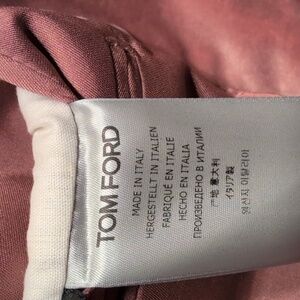 TOM FORD
MADE IN ITALY
HERGESTELLT IN ITALIEN
FABRIQUÉ EN ITALIE
HECHO EN ITALIA
ПРОИЗВЕДЕНО В ИТАЛИИ
产地 意大利
イタリア製
원산지 이탈리아